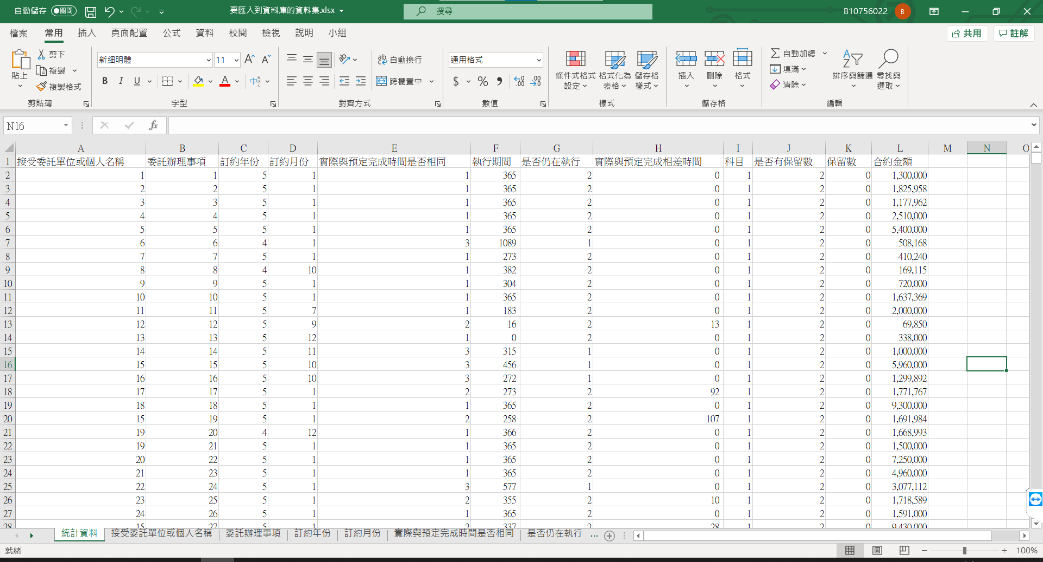 自動儲存 關閉 要匯入到資料庫的資料集.xlsx 搜尋 B10756022 B
檔案 常用 插入 頁面配置 公式 資料 校閱 檢視 說明 小組 共用 註解
剪下 新細明體 11 自動換行 通用格式 自動加總
貼上 複製 B I U 跨欄置中 $ % 條件式格式設定 格式化為表格 儲存格樣式 插入 刪除 格式 填滿 排序與篩選 尋找與選取
複製格式 清除
剪貼簿 字型 對齊方式 數值 樣式 儲存格 編輯
N16 fx
A B C D E F G H I J K L M N O
1 接受委託單位或個人名稱 委託辦理事項 訂約年份 訂約月份 實際與預定完成時間是否相同 執行期間 是否仍在執行 實際與預定完成相差時間 科目 是否有保留數 保留數 合約金額
2 1 1 5 1 1 365 2 0 1 2 0 1,300,000
3 2 2 5 1 1 365 2 0 1 2 0 1,825,958
4 3 3 5 1 1 365 2 0 1 2 0 1,177,962
5 4 4 5 1 1 365 2 0 1 2 0 2,510,000
6 5 5 5 1 1 365 2 0 1 2 0 5,400,000
7 6 6 4 1 3 1089 1 0 1 2 0 508,168
8 7 7 5 1 1 273 2 0 1 2 0 410,240
9 8 8 4 10 1 382 2 0 1 2 0 169,115
10 9 9 5 1 1 304 2 0 1 2 0 720,000
11 10 10 5 1 1 365 2 0 1 2 0 1,637,369
12 11 11 5 7 1 183 2 0 1 2 0 2,000,000
13 12 12 5 9 2 16 2 13 1 2 0 69,850
14 13 13 5 12 1 0 2 0 1 2 0 338,000
15 14 14 5 11 3 315 1 0 1 2 0 1,000,000
16 15 15 5 10 3 456 1 0 1 2 0 5,960,000
17 16 16 5 10 3 272 1 0 1 2 0 1,299,892
18 17 17 5 1 2 273 2 92 1 2 0 1,771,767
19 18 18 5 1 1 365 2 0 1 2 0 9,300,000
20 15 19 5 1 2 258 2 107 1 2 0 1,691,984
21 19 20 4 12 1 366 2 0 1 2 0 1,668,993
22 19 21 5 1 1 365 2 0 1 2 0 1,500,000
23 20 22 5 1 1 365 2 0 1 2 0 7,250,000
24 21 23 5 1 1 365 2 0 1 2 0 4,960,000
25 22 24 5 1 3 577 1 0 1 2 0 3,077,112
26 23 25 5 1 2 355 2 10 1 2 0 1,718,589
27 24 26 5 1 1 365 2 0 1 2 0 1,591,000
28 15 27 5 1 2 337 2 28 1 2 0 9,430,000
統計資料 接受委託單位或個人名稱 委託辦理事項 訂約年份 訂約月份 實際與預定完成時間是否相同 是否仍在執行 ...
就緒 100%